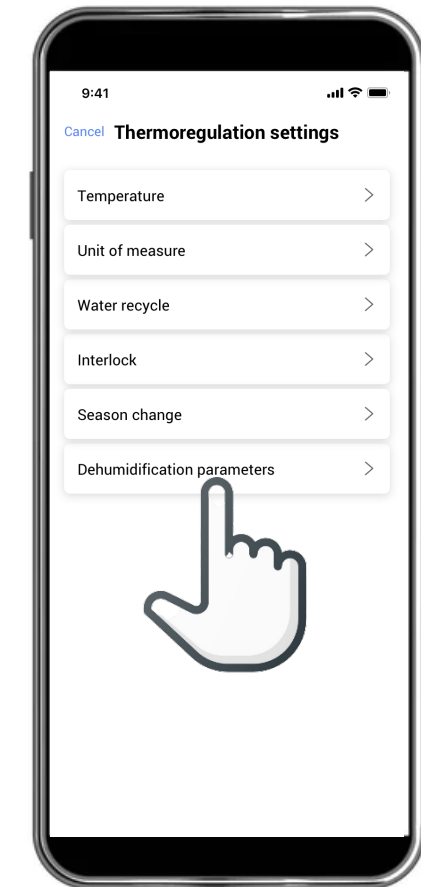 9:41
Cancel Thermoregulation settings
Temperature
Unit of measure
Water recycle
Interlock
Season change
Dehumidification parameters